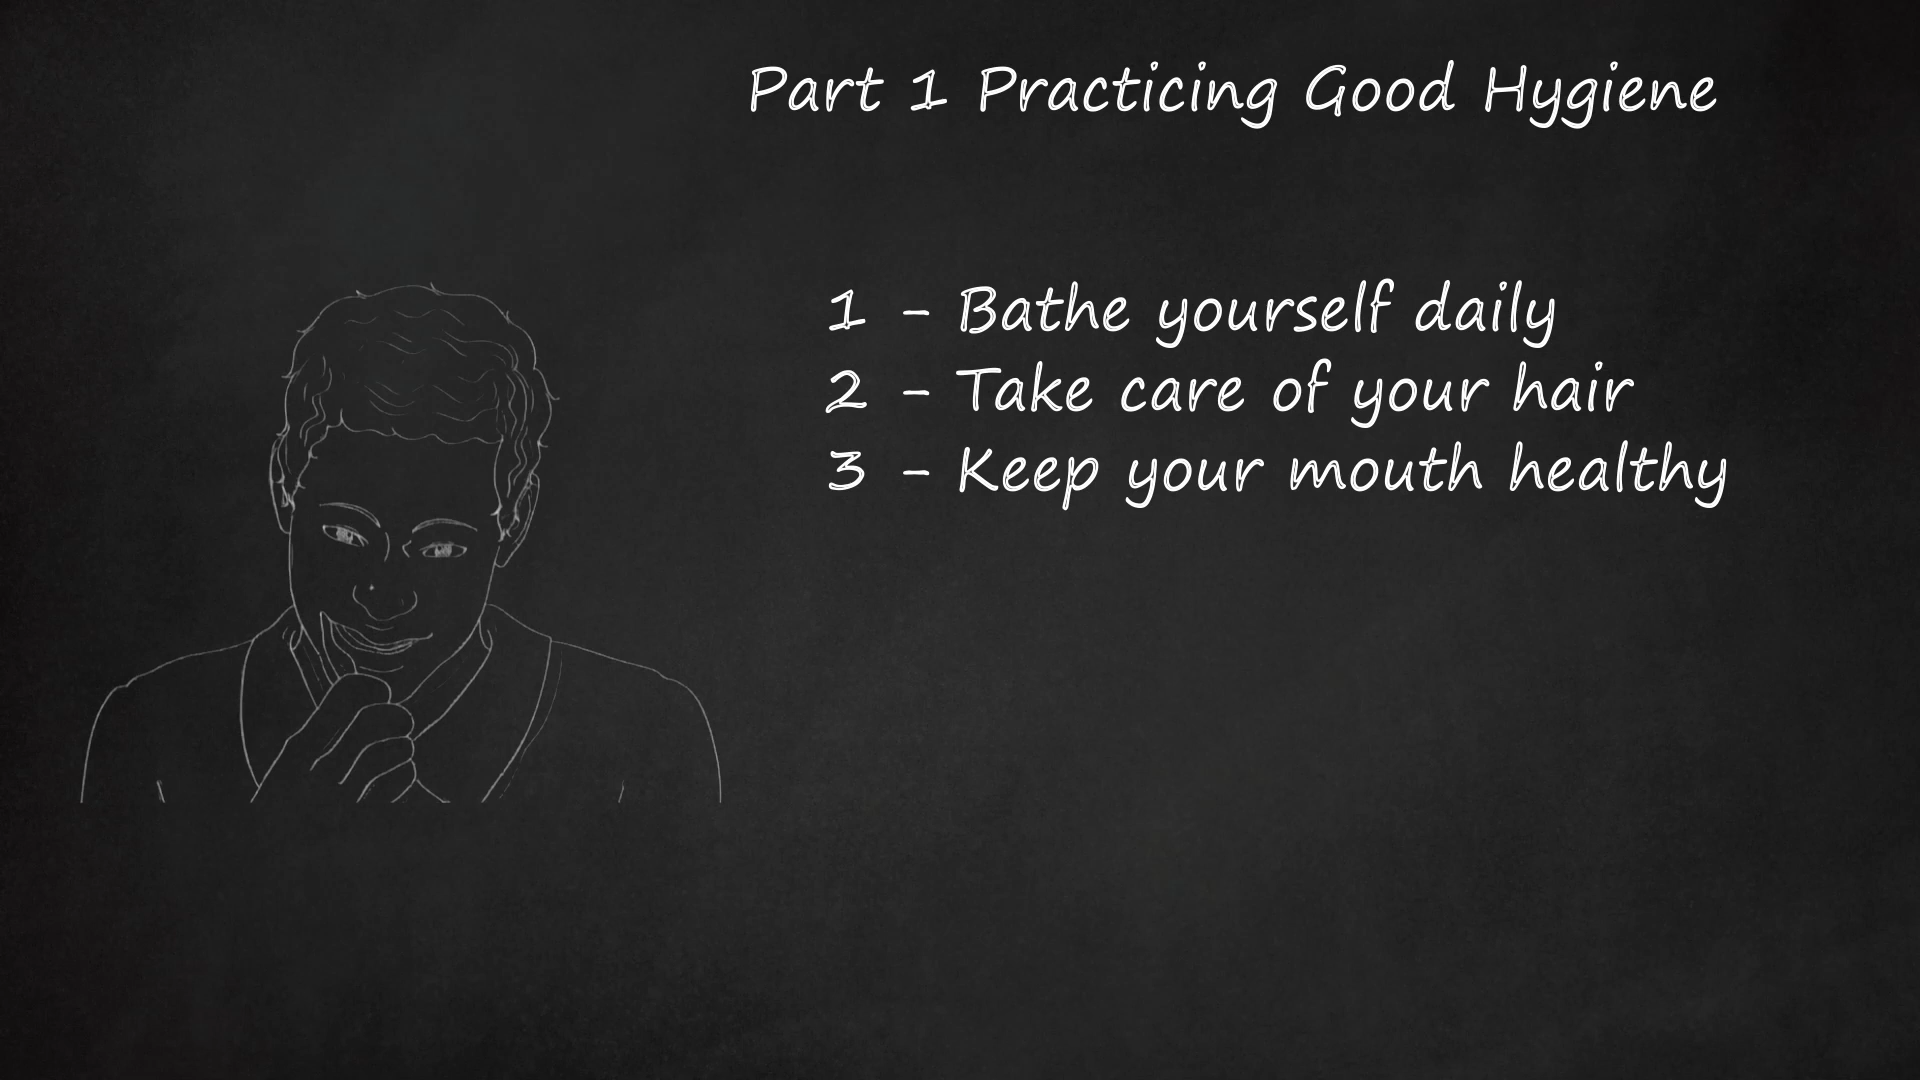 Part 1 Practicing Good Hygiene
1 - Bathe yourself daily
2 - Take care of your hair
3 - Keep your mouth healthy